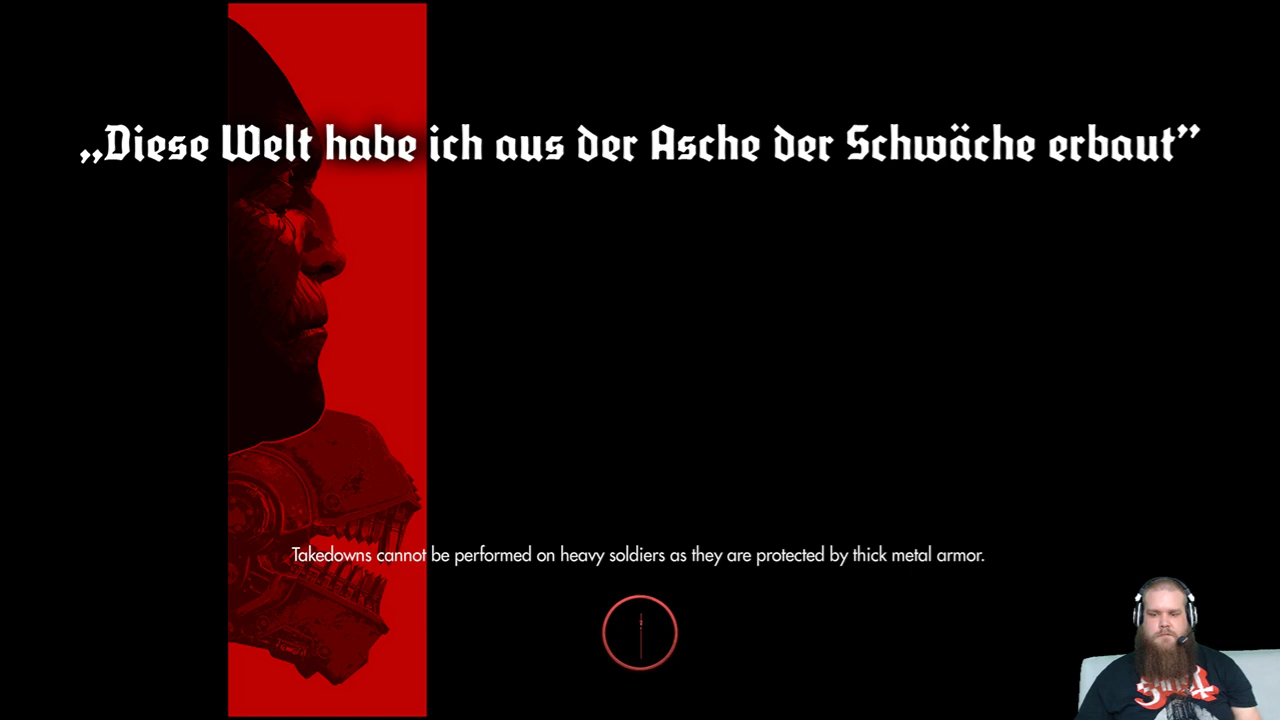 „Diese Welt habe ich aus der Asche der Schwäche erbaut”
Takedowns cannot be performed on heavy soldiers as they are protected by thick metal armor.